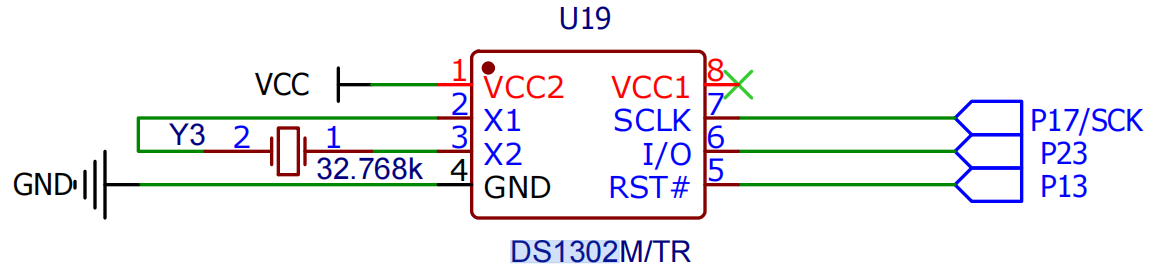 U19
VCC
1
VCC2
VCC1
8
2
X1
SCLK
7
P17/SCK
Y3
2
1
3
X2
I/O
6
P23
32.768k
GND
4
GND
RST#
5
P13
DS1302M/TR